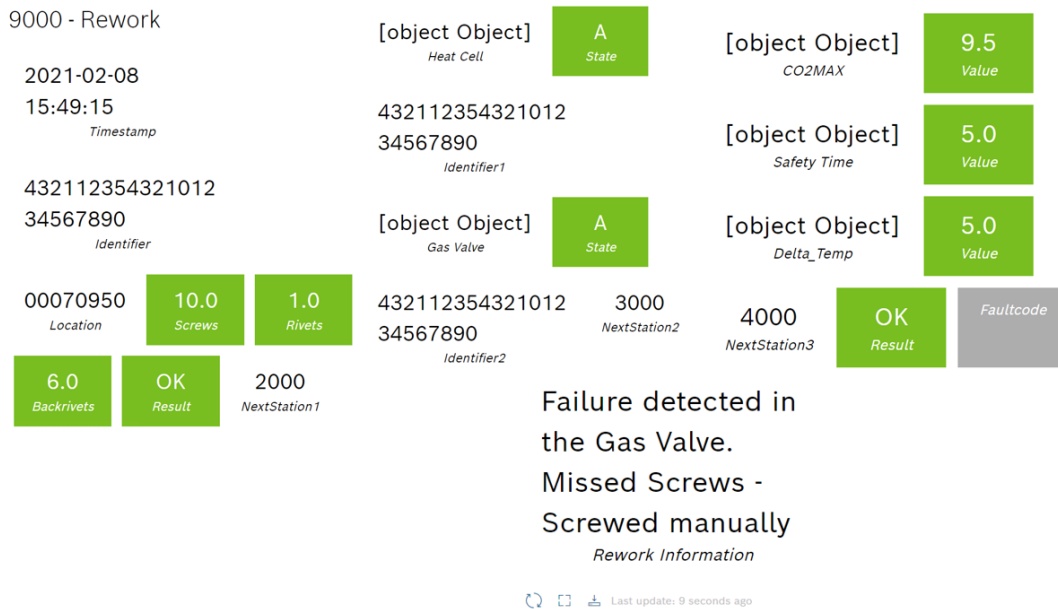 9000 - Rework
2021-02-08
15:49:15
Timestamp
432112354321012
34567890
Identifier
00070950
Location
10.0
Screws
1.0
Rivets
6.0
Backrivets
OK
Result
2000
NextStation1
[object Object]
Heat Cell
A
State
432112354321012
34567890
Identifier1
[object Object]
Gas Valve
A
State
432112354321012
34567890
Identifier2
3000
NextStation2
[object Object]
CO2MAX
9.5
Value
[object Object]
Safety Time
5.0
Value
[object Object]
Delta_Temp
5.0
Value
4000
NextStation3
OK
Result
Faultcode
Failure detected in
the Gas Valve.
Missed Screws -
Screwed manually
Rework Information
Last update: 9 seconds ago